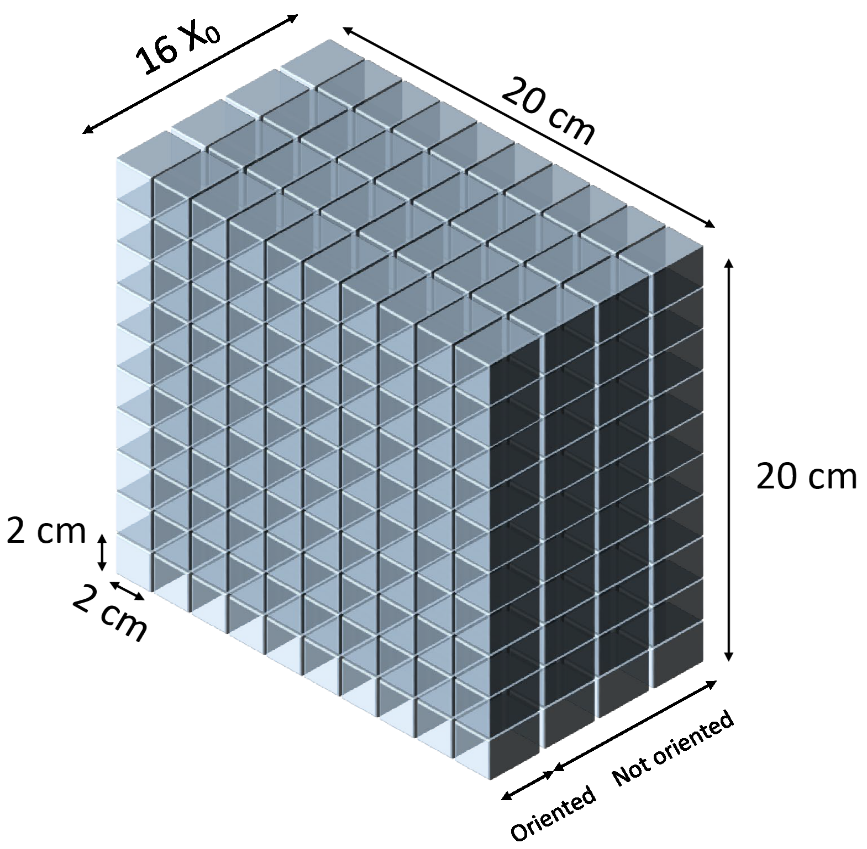 16 X₀
20 cm
20 cm
2 cm
2 cm
Oriented
Not oriented